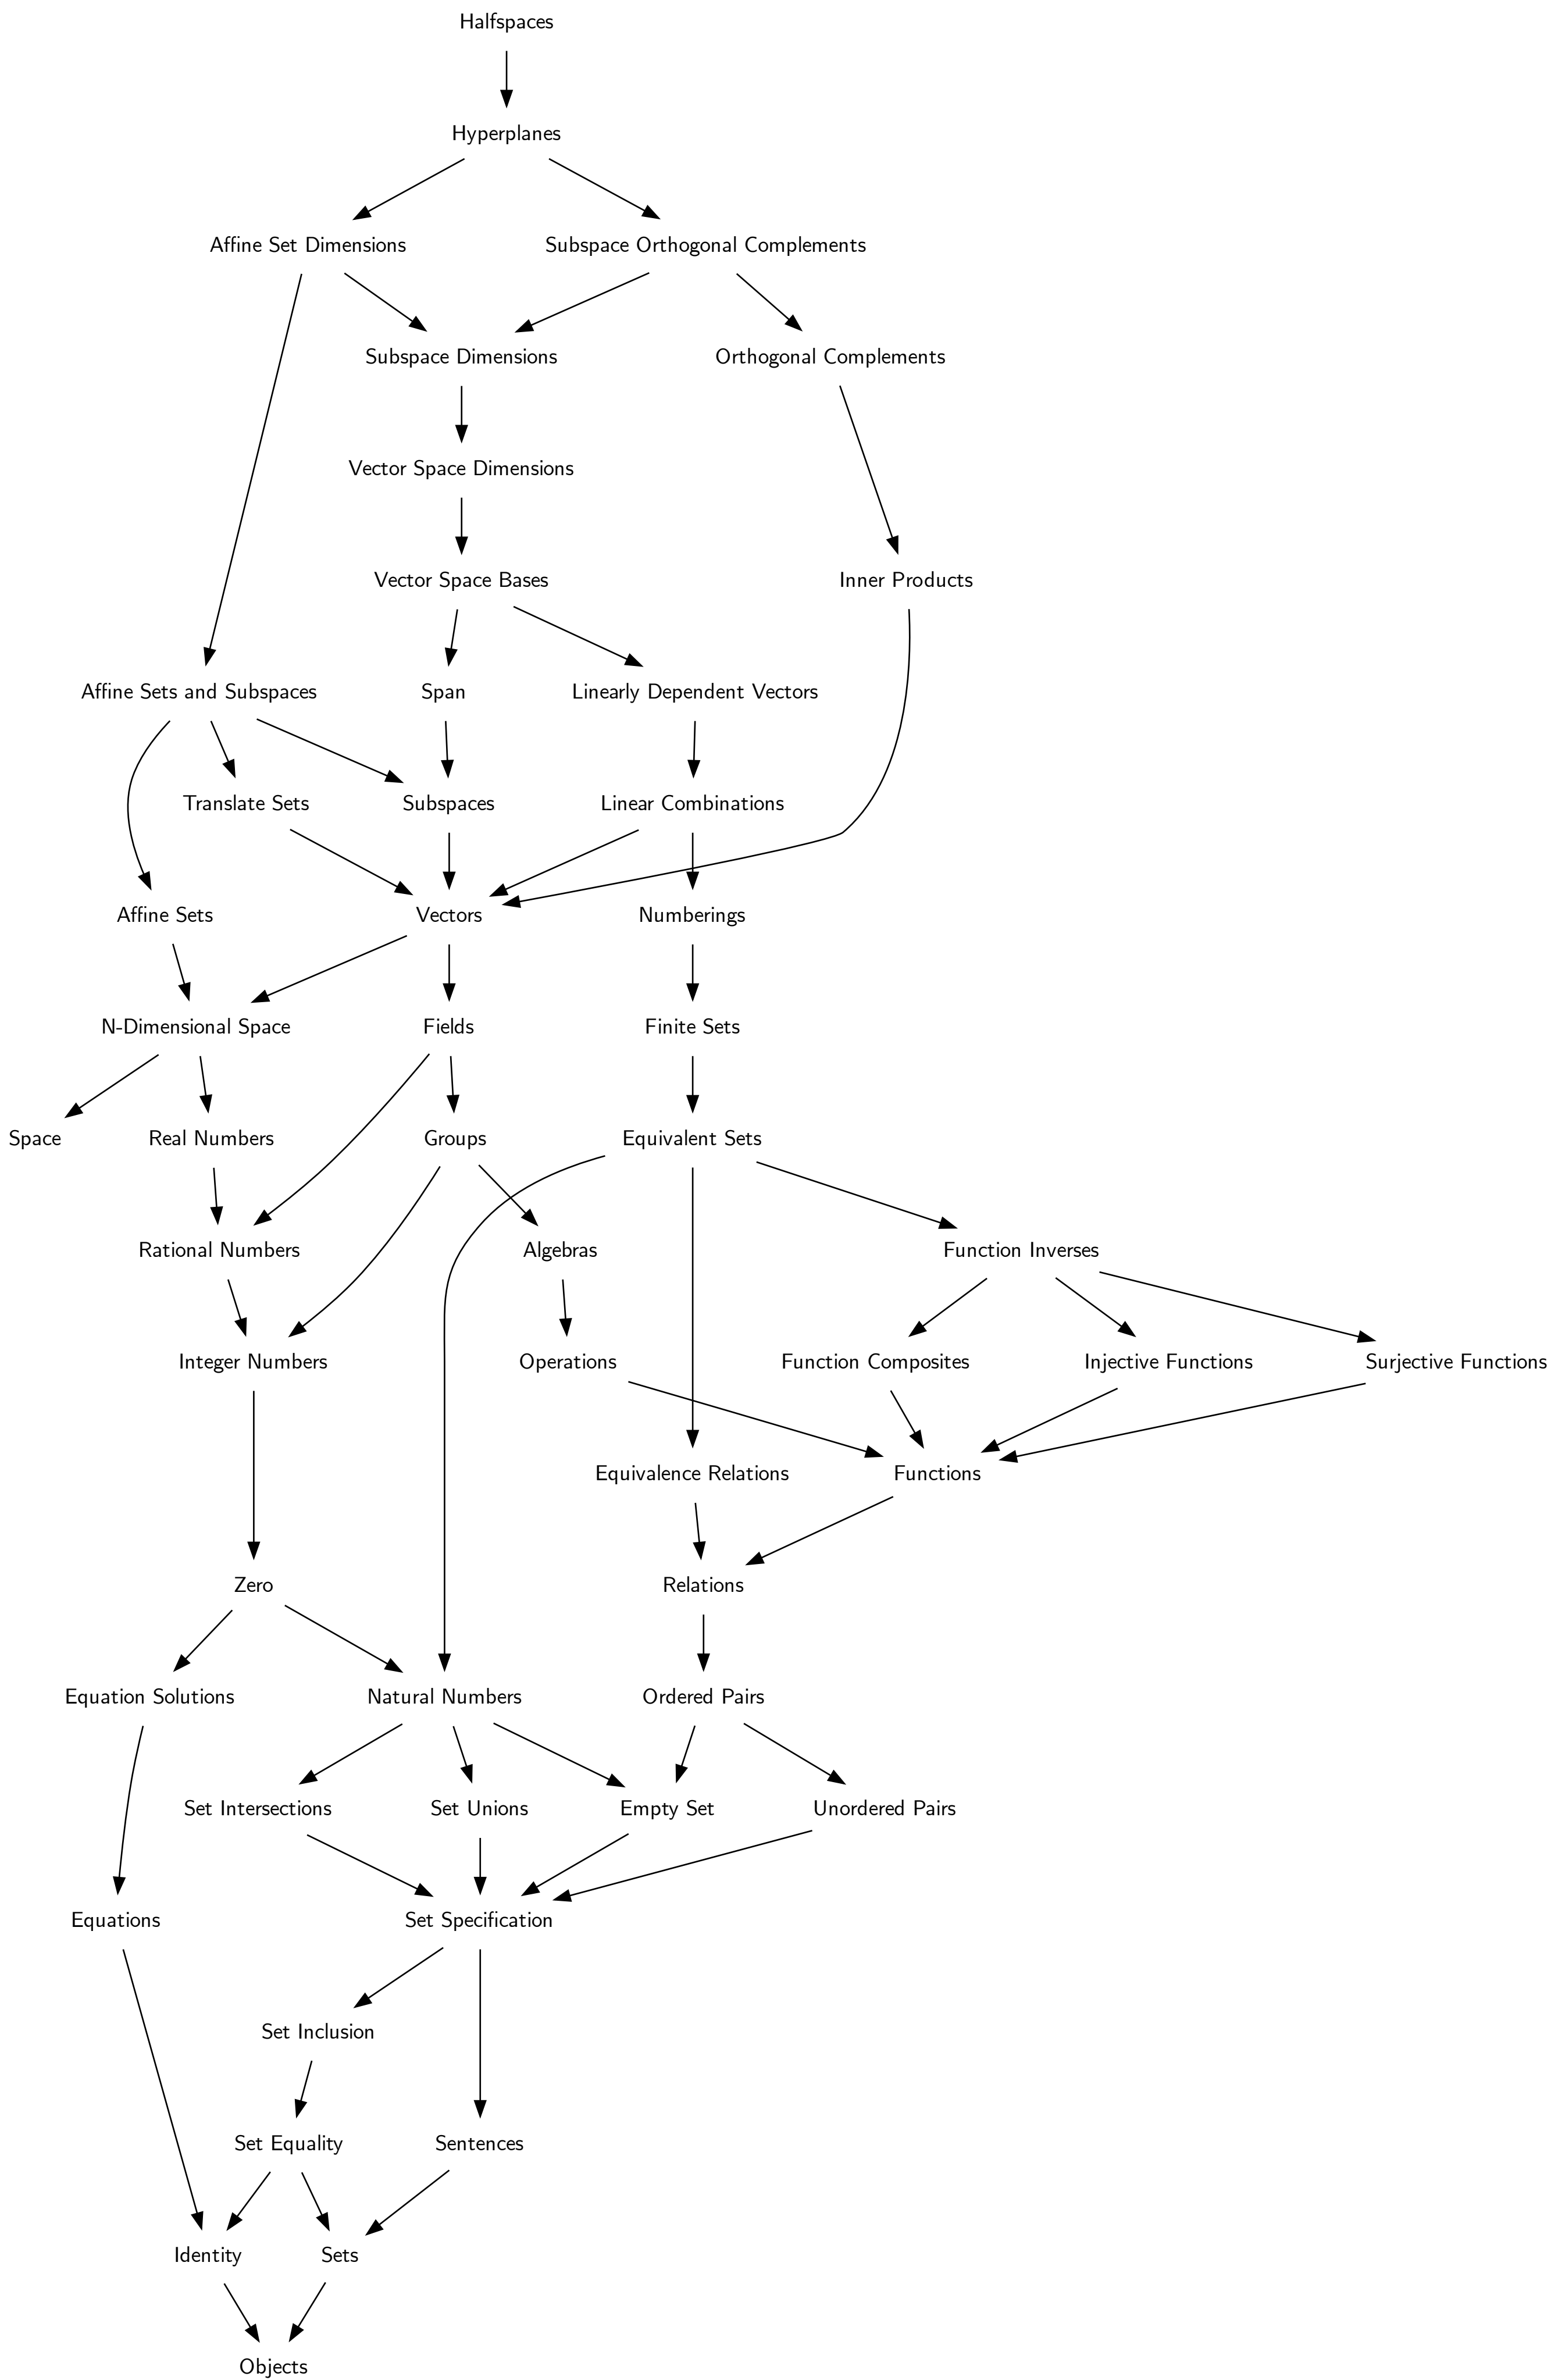 Halfspaces
Hyperplanes
Affine Set Dimensions
Subspace Orthogonal Complements
Subspace Dimensions
Orthogonal Complements
Vector Space Dimensions
Vector Space Bases
Inner Products
Affine Sets and Subspaces
Span
Linearly Dependent Vectors
Translate Sets
Subspaces
Linear Combinations
Affine Sets
Vectors
Numberings
N-Dimensional Space
Fields
Finite Sets
Space
Real Numbers
Groups
Equivalent Sets
Rational Numbers
Algebras
Function Inverses
Integer Numbers
Operations
Function Composites
Injective Functions
Surjective Functions
Equivalence Relations
Functions
Zero
Relations
Equation Solutions
Natural Numbers
Ordered Pairs
Set Intersections
Set Unions
Empty Set
Unordered Pairs
Equations
Set Specification
Set Inclusion
Set Equality
Sentences
Identity
Sets
Objects